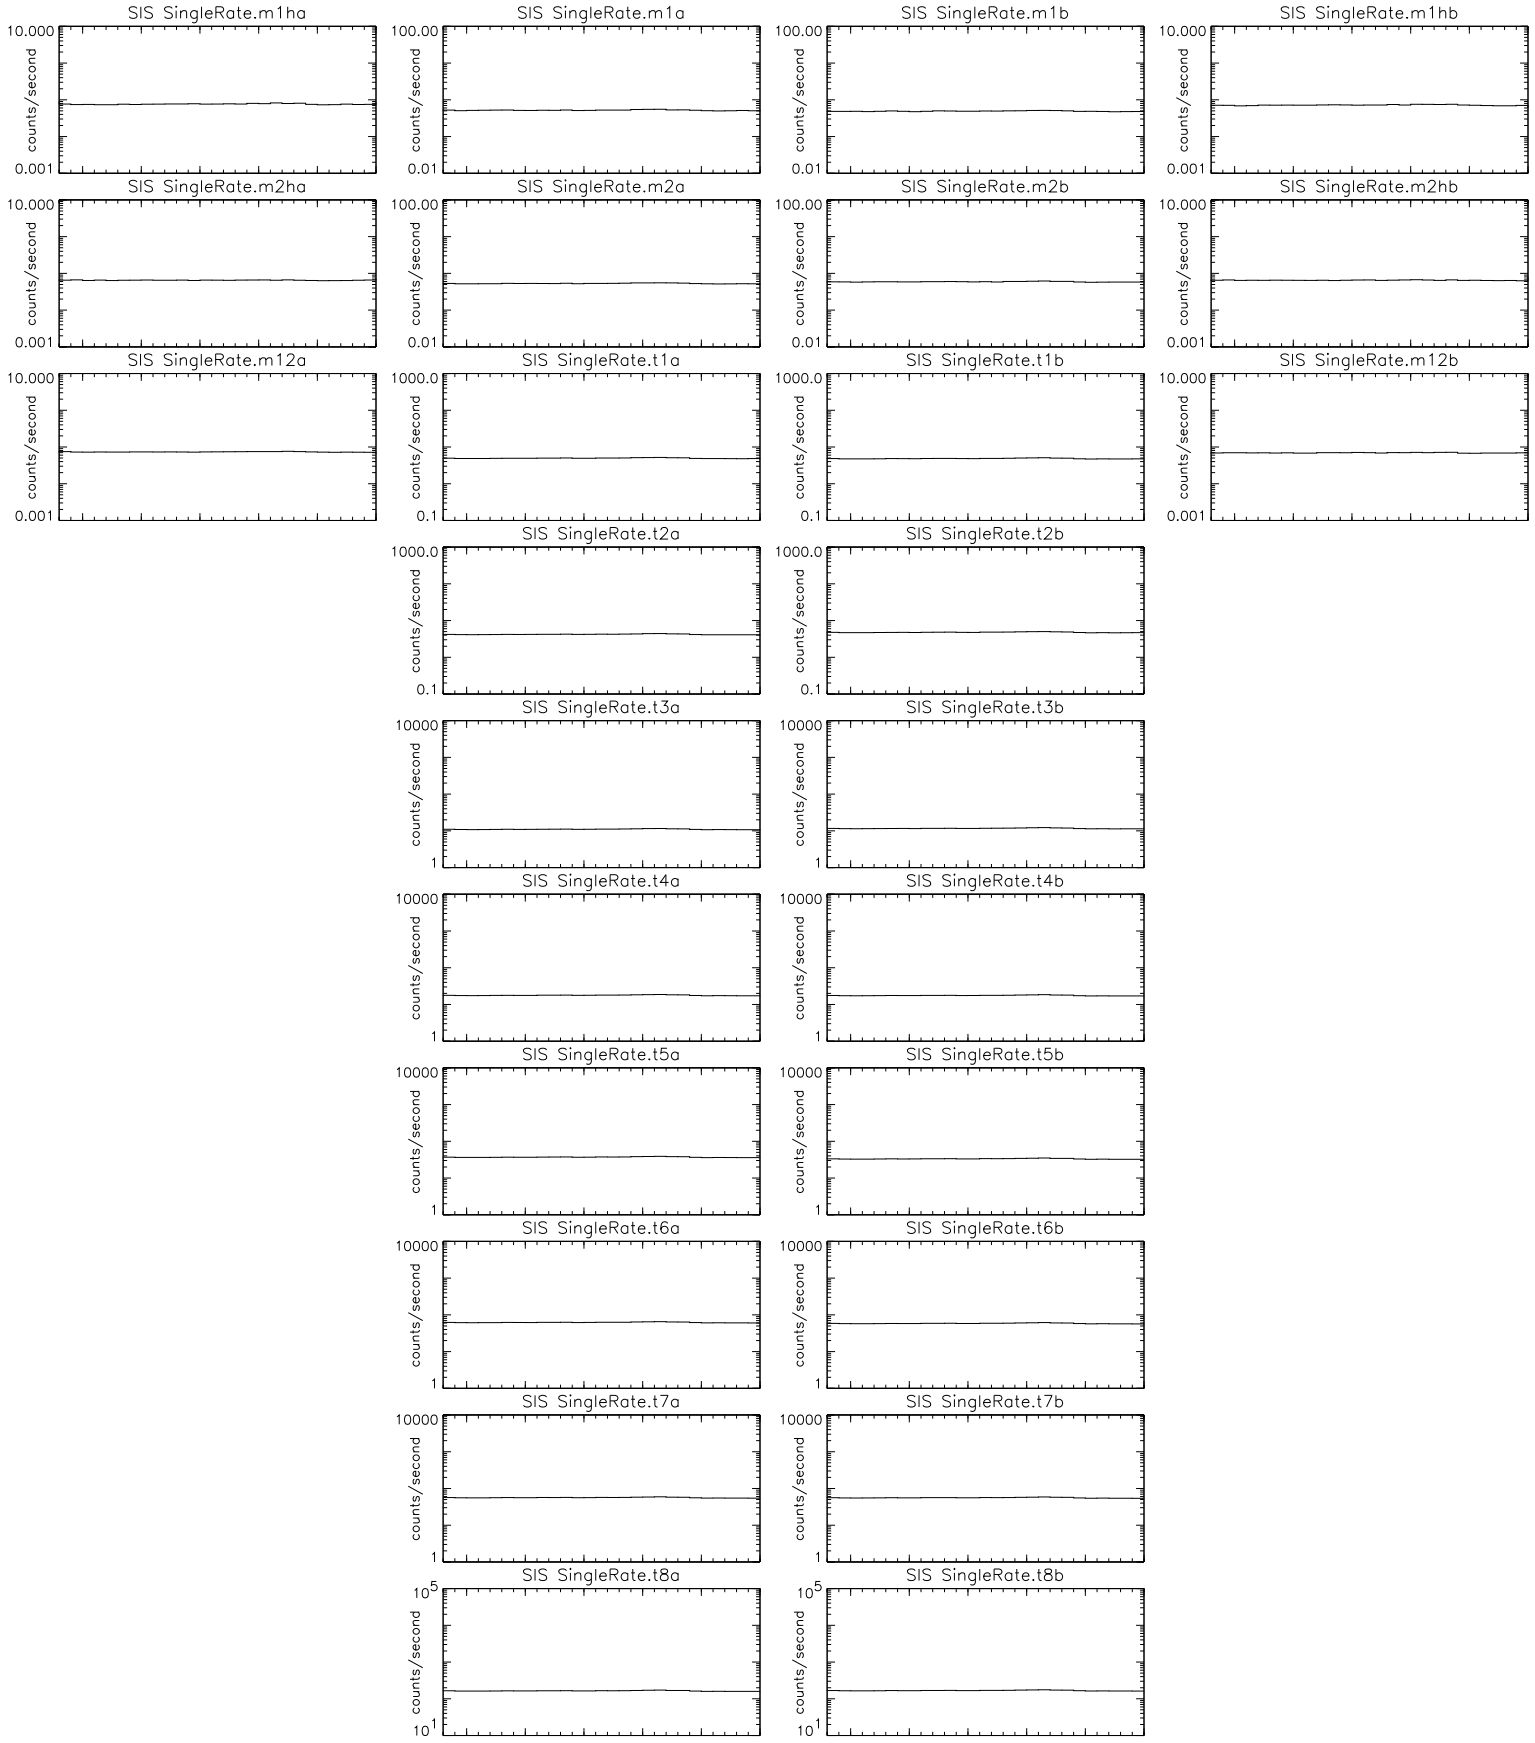 SIS SingleRate.m1ha
10.000
counts/second
0.001
SIS SingleRate.m1a
100.00
counts/second
0.01
SIS SingleRate.m1b
100.00
counts/second
0.01
SIS SingleRate.m1hb
10.000
counts/second
0.001
SIS SingleRate.m2ha
10.000
counts/second
0.001
SIS SingleRate.m2a
100.00
counts/second
0.01
SIS SingleRate.m2b
100.00
counts/second
0.01
SIS SingleRate.m2hb
10.000
counts/second
0.001
SIS SingleRate.m12a
10.000
counts/second
0.001
SIS SingleRate.t1a
1000.0
counts/second
0.1
SIS SingleRate.t1b
1000.0
counts/second
0.1
SIS SingleRate.m12b
10.000
counts/second
0.001
SIS SingleRate.t2a
1000.0
counts/second
0.1
SIS SingleRate.t2b
1000.0
counts/second
0.1
SIS SingleRate.t3a
10000
counts/second
1
SIS SingleRate.t3b
10000
counts/second
1
SIS SingleRate.t4a
10000
counts/second
1
SIS SingleRate.t4b
10000
counts/second
1
SIS SingleRate.t5a
10000
counts/second
1
SIS SingleRate.t5b
10000
counts/second
1
SIS SingleRate.t6a
10000
counts/second
1
SIS SingleRate.t6b
10000
counts/second
1
SIS SingleRate.t7a
10000
counts/second
1
SIS SingleRate.t7b
10000
counts/second
1
SIS SingleRate.t8a
10⁵
counts/second
10¹
SIS SingleRate.t8b
10⁵
counts/second
10¹